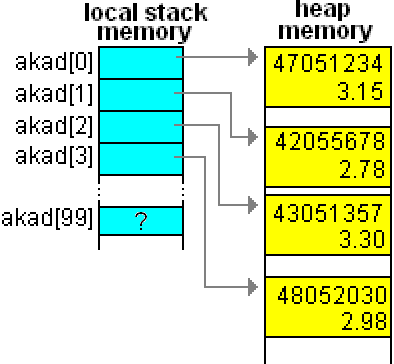 local stack
memory
heap
memory
akad[0]
akad[1]
akad[2]
akad[3]
akad[99]
?
47051234
3.15
42055678
2.78
43051357
3.30
48052030
2.98